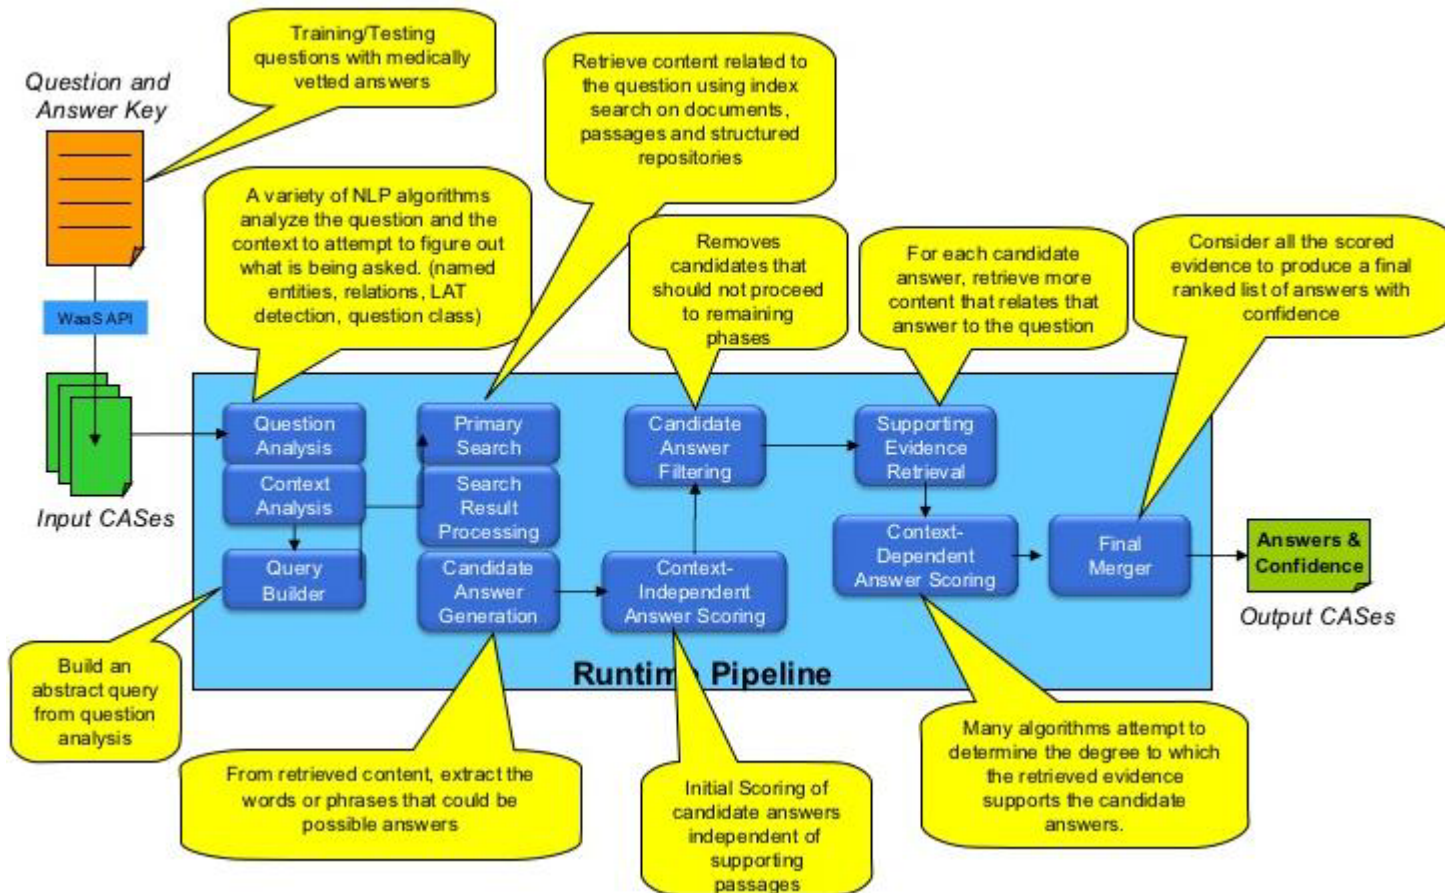 Training/Testing
questions with medically
vetted answers
Question and
Answer Key
Retrieve content related to
the question using index
search on documents,
passages and structured
repositories
A variety of NLP algorithms
analyze the question and the
context to attempt to figure out
what is being asked. (named
entities, relations, LAT
detection, question class)
Removes
candidates that
should not proceed
to remaining
phases
For each candidate
answer, retrieve more
content that relates that
answer to the question
Consider all the scored
evidence to produce a final
ranked list of answers with
confidence
WaaS API
Input CASes
Question
Analysis
Context
Analysis
Query
Builder
Primary
Search
Search
Result
Processing
Candidate
Answer
Generation
Context-
Independent
Answer Scoring
Candidate
Answer
Filtering
Supporting
Evidence
Retrieval
Context-
Dependent
Answer Scoring
Final
Merger
Answers &
Confidence
Output CASes
Runtime Pipeline
Build an
abstract query
from question
analysis
From retrieved content, extract the
words or phrases that could be
possible answers
Initial Scoring of
candidate answers
independent of
supporting
passages
Many algorithms attempt to
determine the degree to which
the retrieved evidence
supports the candidate
answers.